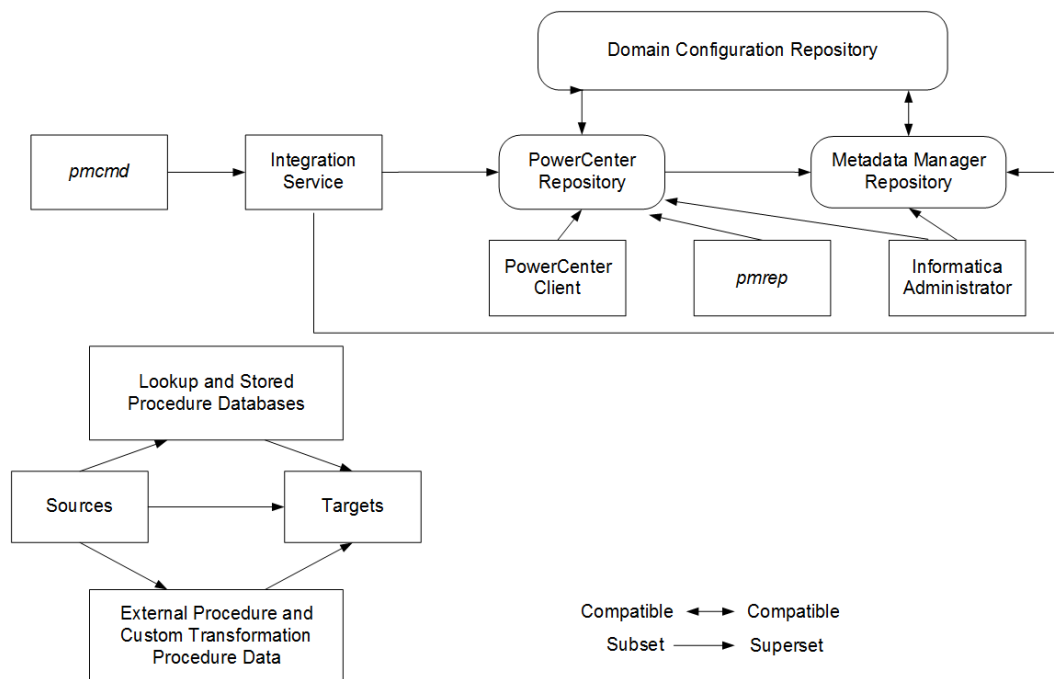 Domain Configuration Repository
pmcmd
Integration
Service
PowerCenter
Repository
Metadada Manager
Repository
PowerCenter
Client
pmrep
Informatica
Administrator
Lookup and Stored
Procedure Databases
Sources
Targets
External Procedure and
Custom Transformation
Procedure Data
Compatible
Compatible
Subset
Superset